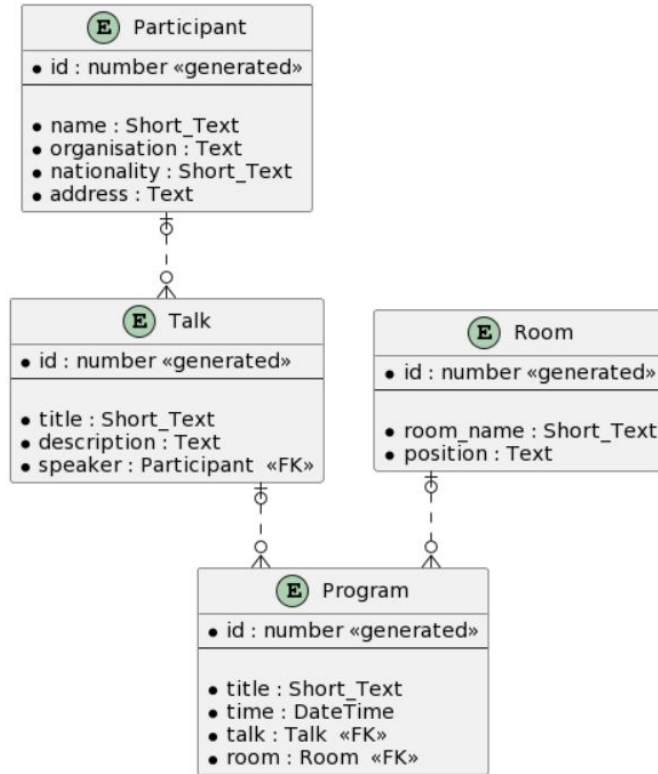 E Participant
• id : number «generated»
• name : Short_Text
• organisation : Text
• nationality : Short_Text
• address : Text
E Talk
• id : number «generated»
• title : Short_Text
• description : Text
• speaker : Participant «FK»
E Room
• id : number «generated»
• room_name : Short_Text
• position : Text
E Program
• id : number «generated»
• title : Short_Text
• time : DateTime
• talk : Talk «FK»
• room : Room «FK»